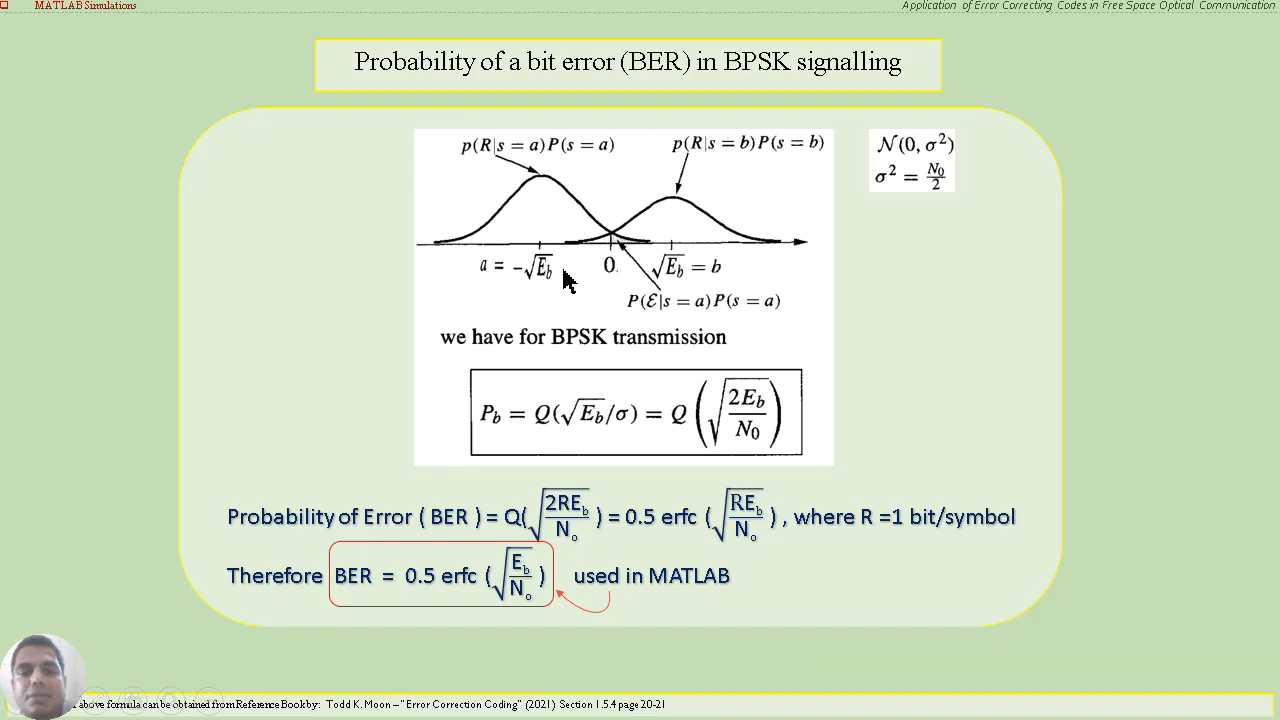 MATLAB Simulations
Application of Error Correcting Codes in Free Space Optical Communication
Probability of a bit error (BER) in BPSK signalling
p(R|s = a)P(s = a)
p(R|s = b)P(s = b)
N(0, σ²)
σ² = N₀/2
a = −√E_b
0
√E_b = b
P(ℰ|s = a)P(s = a)
we have for BPSK transmission
P_b = Q(√E_b/σ) = Q(√(2E_b/N₀))
Probability of Error ( BER ) = Q(√(2RE_b/N_o)) = 0.5 erfc (√(RE_b/N_o)) , where R =1 bit/symbol
Therefore BER = 0.5 erfc (√(E_b/N_o)) used in MATLAB
above formula can be obtained from Reference Book by: Todd K. Moon – "Error Correction Coding" (2021) Section 1.5.4 page 20-21